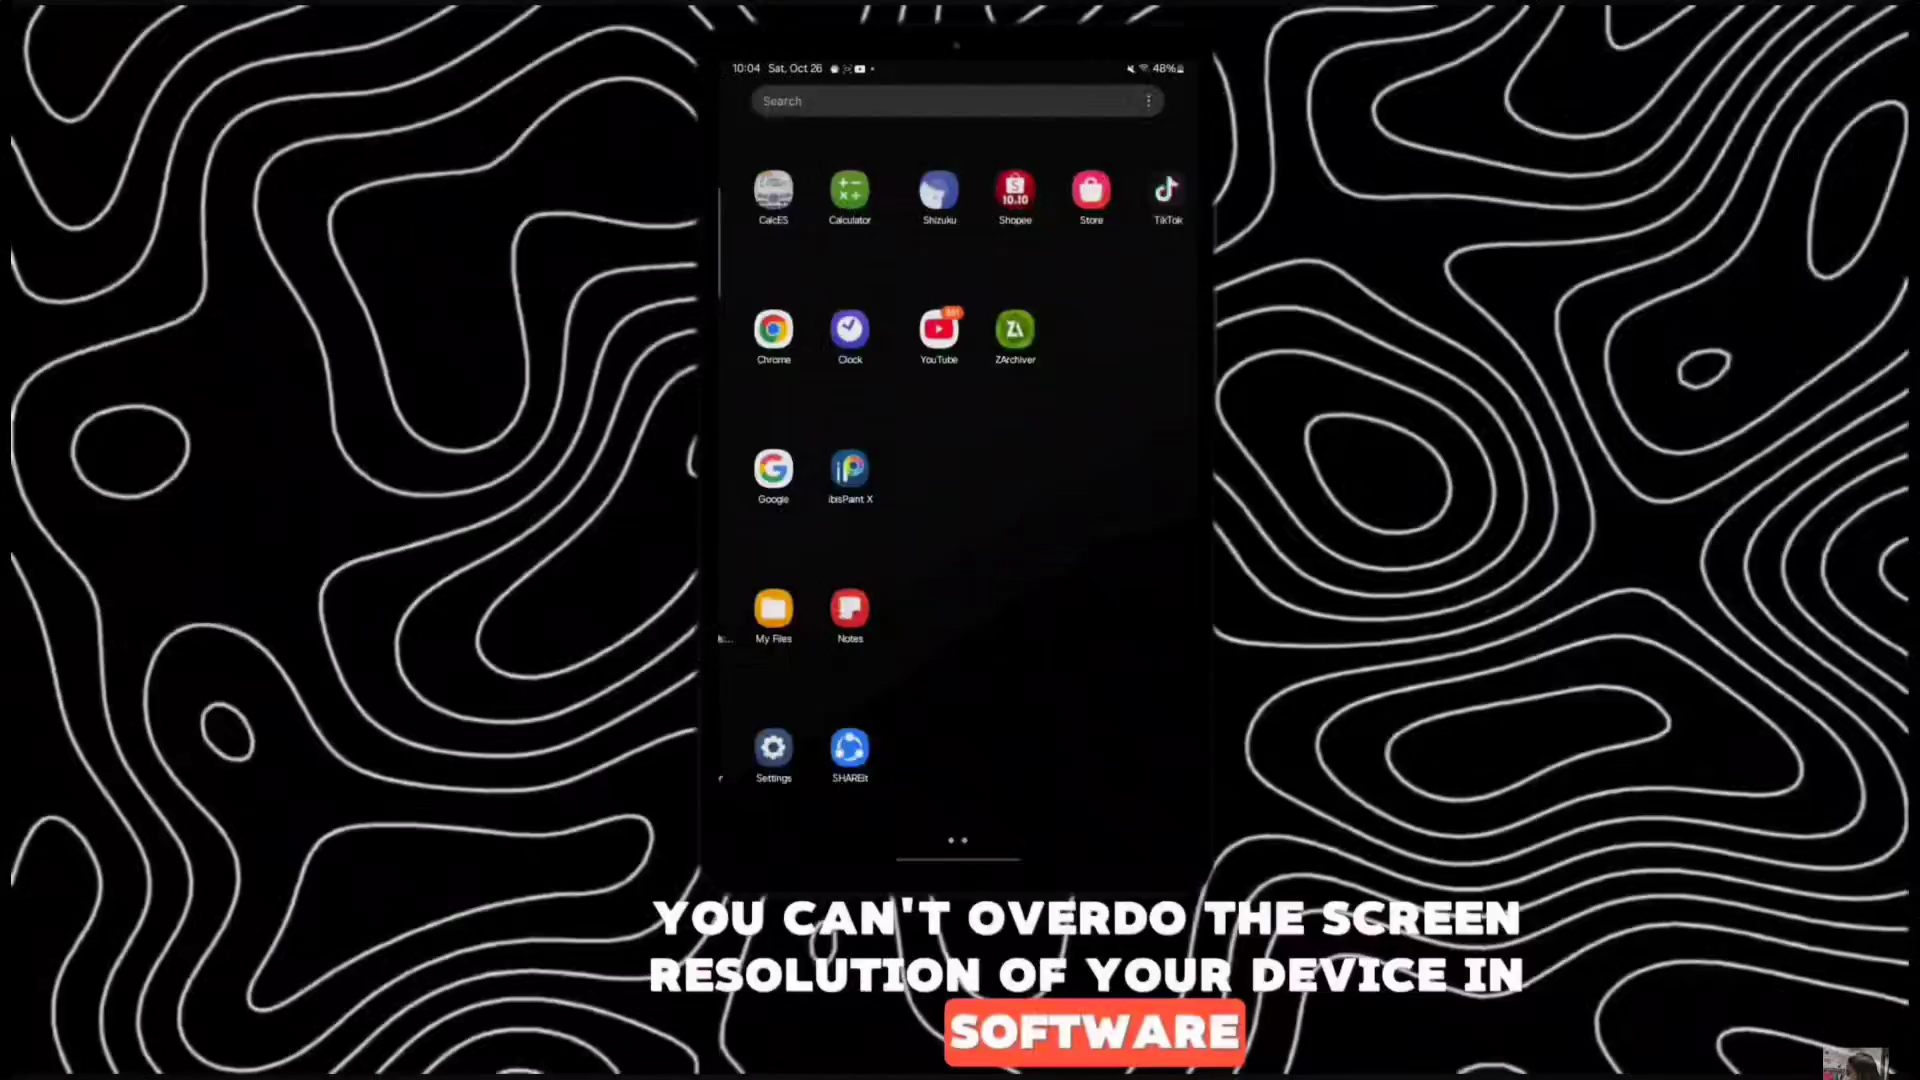 10:04 Sat, Oct 26
48%
Search
CalcES Calculator Shizuku Shopee Store TikTok
Chrome Clock YouTube ZArchiver
Google ibisPaint X
My Files Notes
Settings SHAREit
YOU CAN'T OVERDO THE SCREEN
RESOLUTION OF YOUR DEVICE IN
SOFTWARE